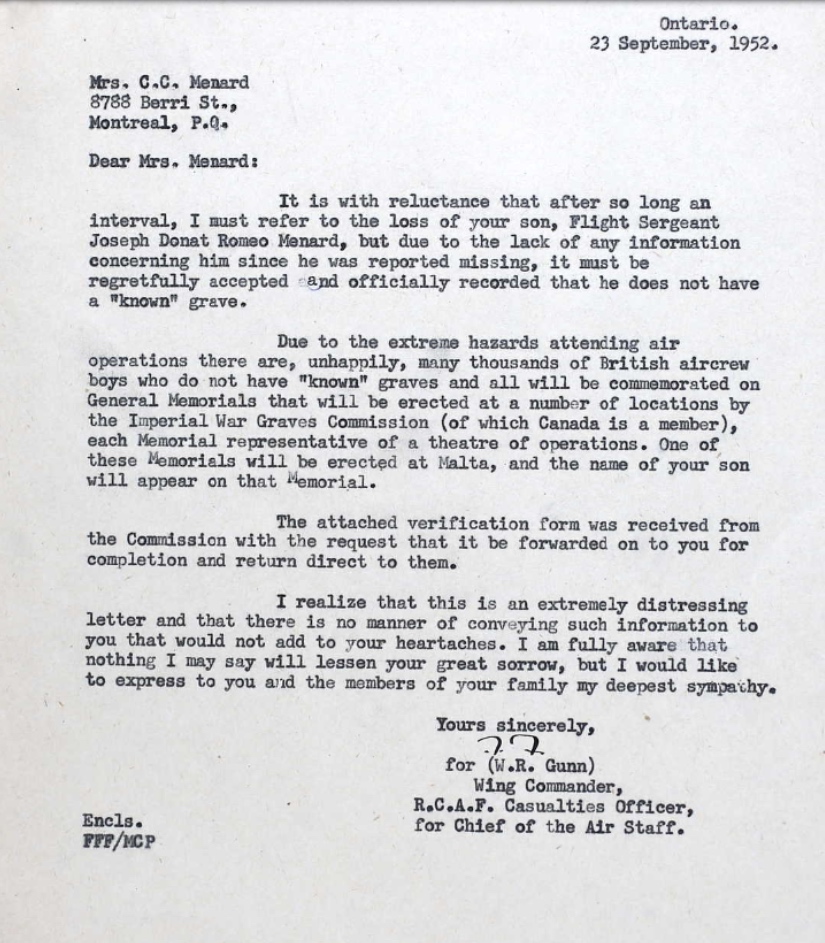 Ontario.
23 September, 1952.
Mrs. C.C. Menard
8788 Berri St.,
Montreal, P.Q.
Dear Mrs. Menard:
It is with reluctance that after so long an
interval, I must refer to the loss of your son, Flight Sergeant
Joseph Donat Romeo Menard, but due to the lack of any information
concerning him since he was reported missing, it must be
regretfully accepted and officially recorded that he does not have
a "known" grave.
Due to the extreme hazards attending air
operations there are, unhappily, many thousands of British aircrew
boys who do not have "known" graves and all will be commemorated on
General Memorials that will be erected at a number of locations by
the Imperial War Graves Commission (of which Canada is a member),
each Memorial representative of a theatre of operations. One of
these Memorials will be erected at Malta, and the name of your son
will appear on that Memorial.
The attached verification form was received from
the Commission with the request that it be forwarded on to you for
completion and return direct to them.
I realize that this is an extremely distressing
letter and that there is no manner of conveying such information to
you that would not add to your heartaches. I am fully aware that
nothing I may say will lessen your great sorrow, but I would like
to express to you and the members of your family my deepest sympathy.
Yours sincerely,
for (W.R. Gunn)
Wing Commander,
R.C.A.F. Casualties Officer,
for Chief of the Air Staff.
Encls.
FFF/MCP